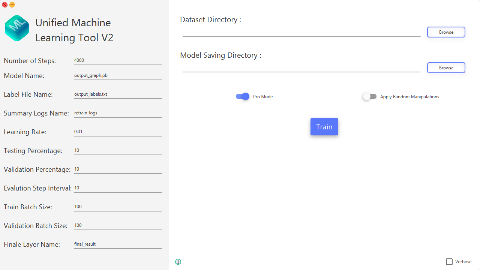 Unified Machine
Learning Tool V2
Number of Steps: 4000
Model Name: output_graph.pb
Label File Name: output_labels.txt
Summary Logs Name: retrain_logs
Learning Rate: 0.01
Testing Percentage: 10
Validation Percentage: 10
Evalution Step Interval: 10
Train Batch Size: 100
Validation Batch Size: 100
Finale Layer Name: final_result
Dataset Directory :
Browse
Model Saving Directory :
Browse
Pro Mode
Apply Random Manipulations
Train
Verbose